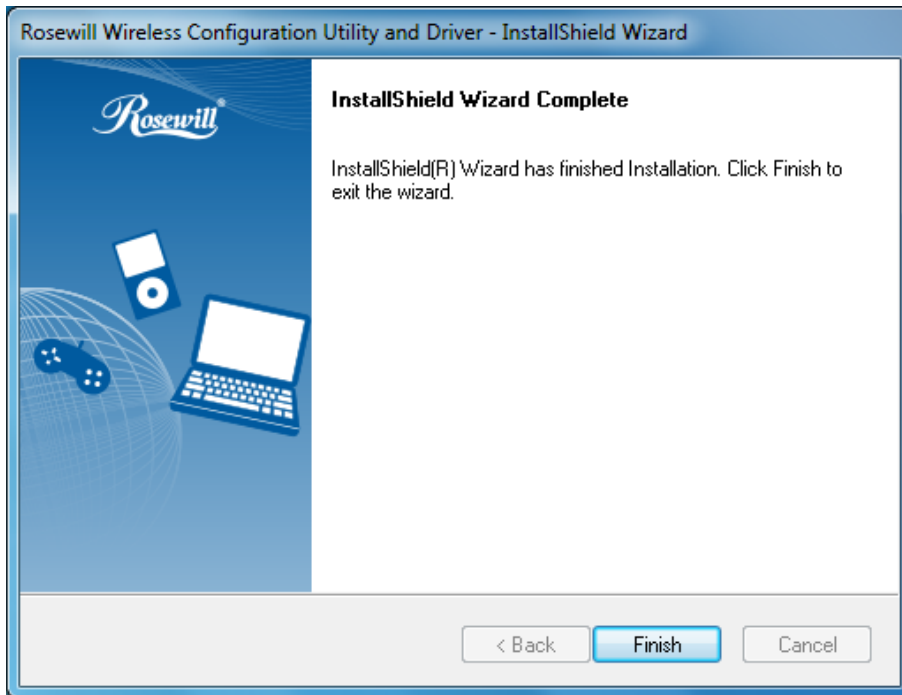 Rosewill Wireless Configuration Utility and Driver - InstallShield Wizard
Rosewill®
InstallShield Wizard Complete
InstallShield(R) Wizard has finished Installation. Click Finish to
exit the wizard.
< Back Finish Cancel